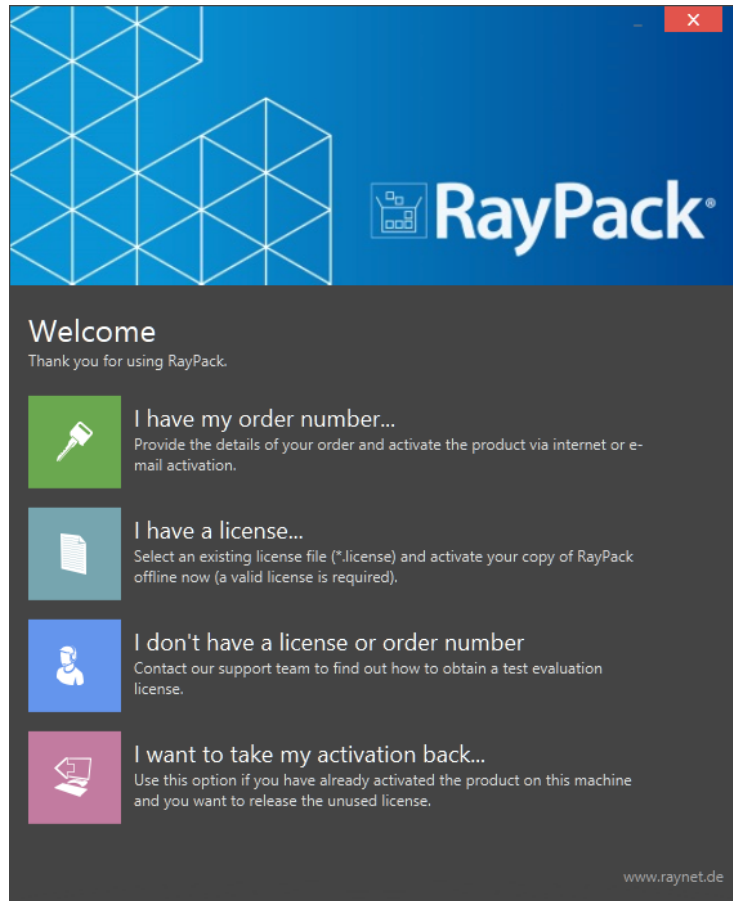 RayPack®
Welcome
Thank you for using RayPack.
I have my order number...
Provide the details of your order and activate the product via internet or e-
mail activation.
I have a license...
Select an existing license file (*.license) and activate your copy of RayPack
offline now (a valid license is required).
I don't have a license or order number
Contact our support team to find out how to obtain a test evaluation
license.
I want to take my activation back...
Use this option if you have already activated the product on this machine
and you want to release the unused license.
www.raynet.de